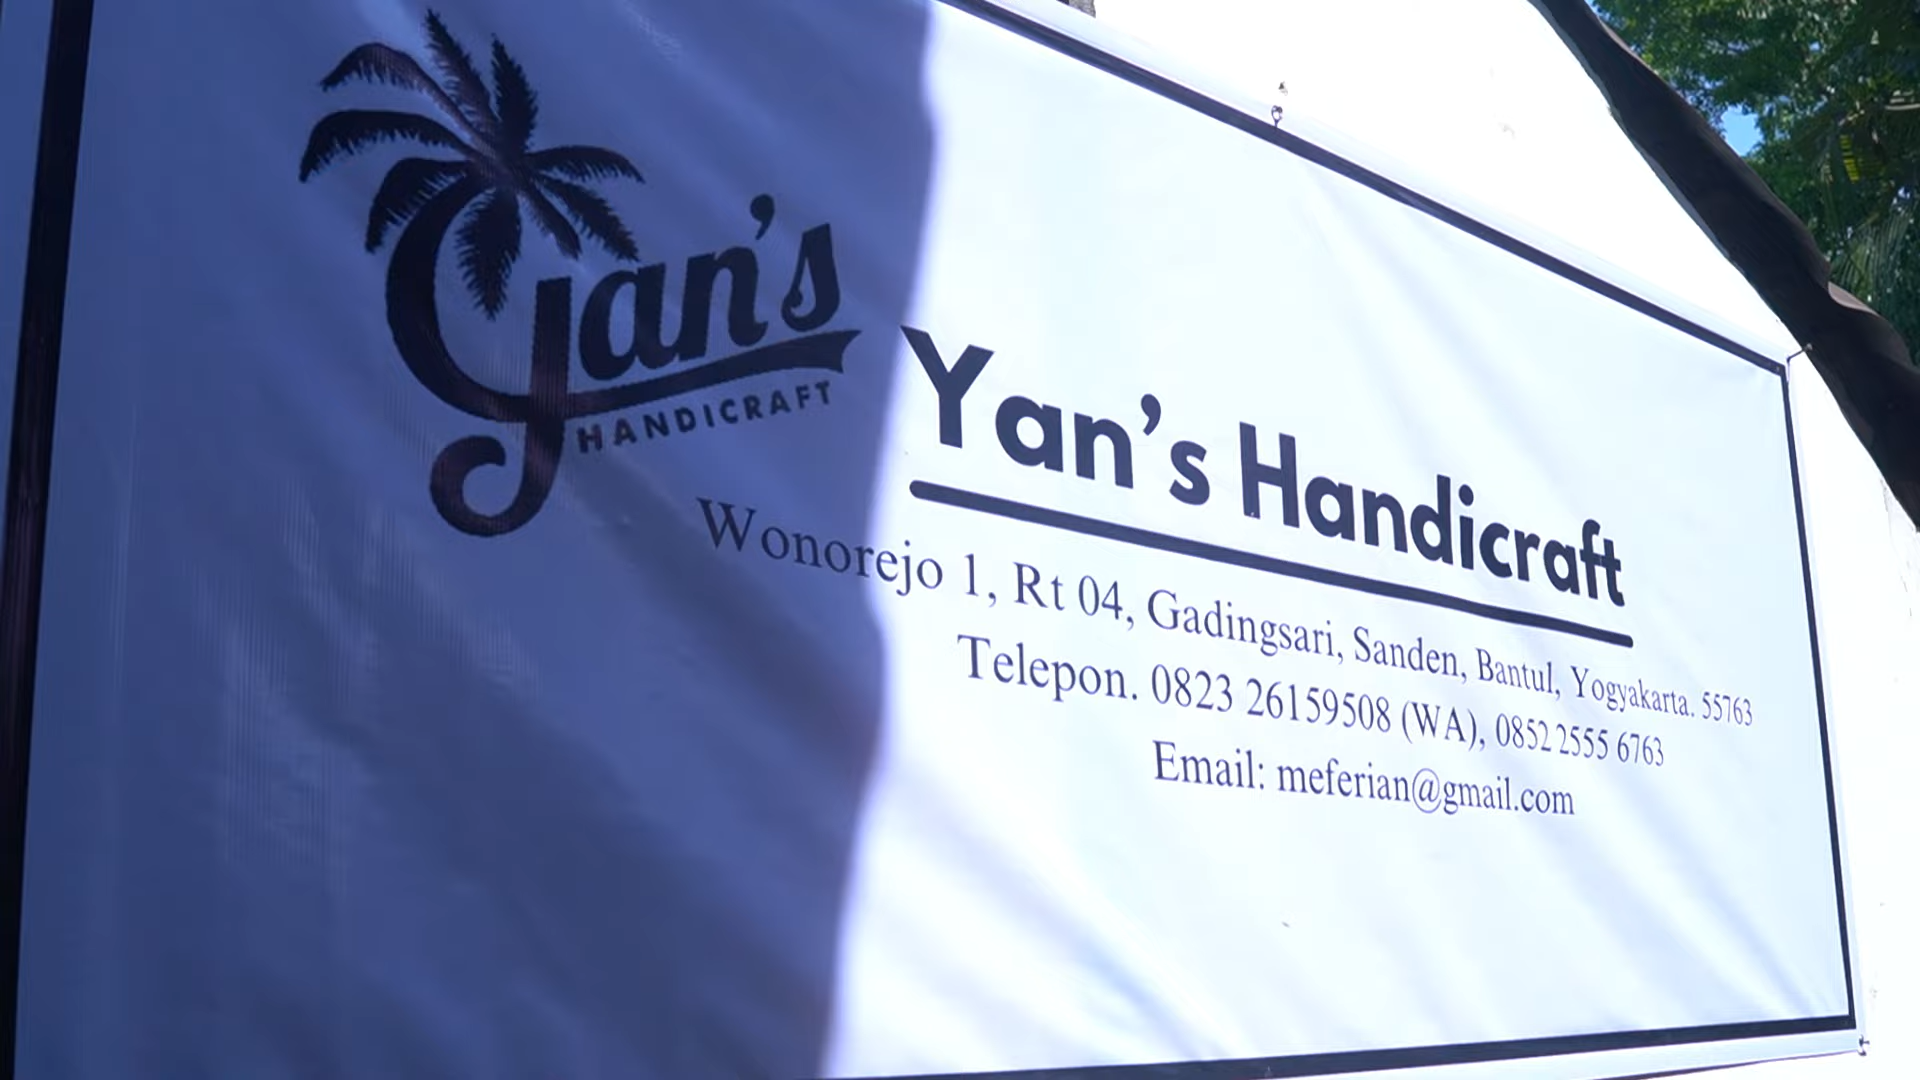 Yan's
HANDICRAFT
Yan's Handicraft
Wonorejo 1, Rt 04, Gadingsari, Sanden, Bantul, Yogyakarta. 55763
Telepon. 0823 26159508 (WA), 0852 2555 6763
Email: meferian@gmail.com